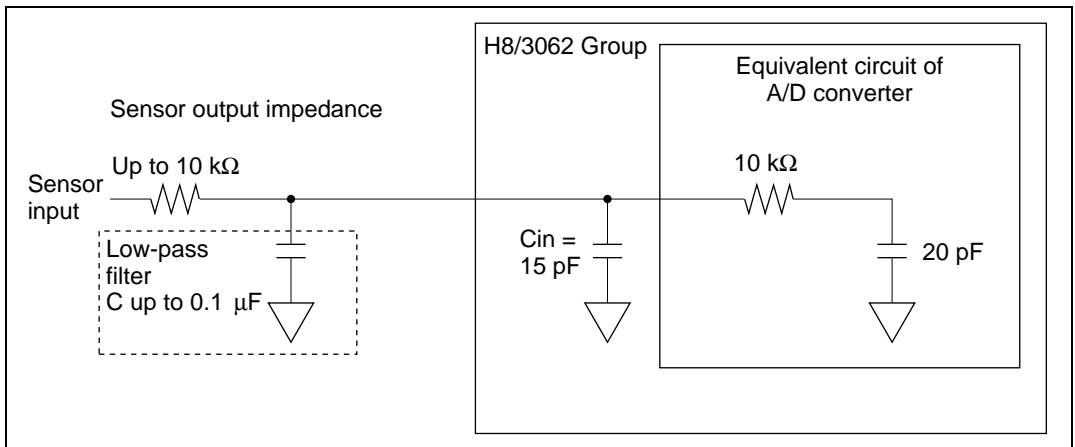 H8/3062 Group
Equivalent circuit of
A/D converter
Sensor output impedance
Up to 10 kΩ
10 kΩ
Sensor
input
Low-pass
filter
C up to 0.1 μF
Cin =
15 pF
20 pF